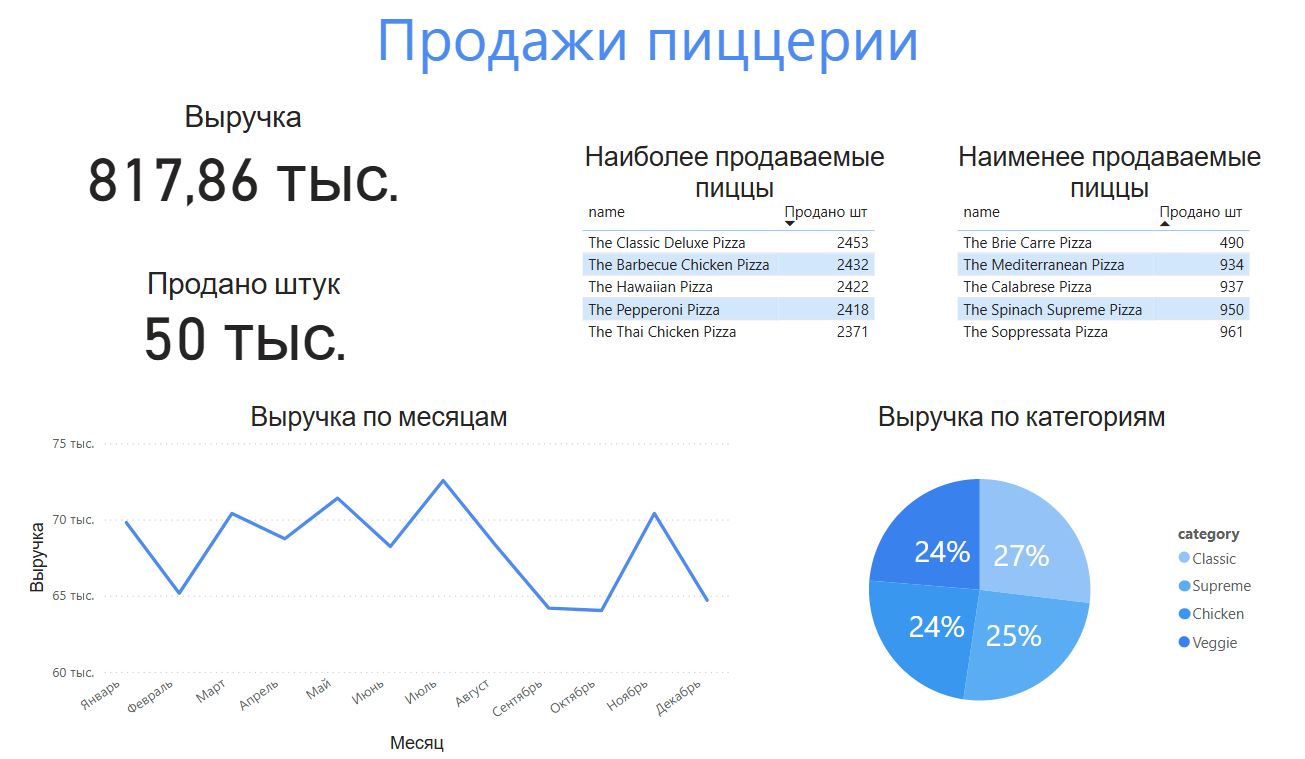 Продажи пиццерии
Выручка
817,86 тыс.
Продано штук
50 тыс.
Наиболее продаваемые
пиццы
name Продано шт
The Classic Deluxe Pizza 2453
The Barbecue Chicken Pizza 2432
The Hawaiian Pizza 2422
The Pepperoni Pizza 2418
The Thai Chicken Pizza 2371
Наименее продаваемые
пиццы
name Продано шт
The Brie Carre Pizza 490
The Mediterranean Pizza 934
The Calabrese Pizza 937
The Spinach Supreme Pizza 950
The Soppressata Pizza 961
Выручка по месяцам
75 тыс.
70 тыс.
65 тыс.
60 тыс.
Выручка
Январь
Февраль
Март
Апрель
Май
Июнь
Июль
Август
Сентябрь
Октябрь
Ноябрь
Декабрь
Месяц
Выручка по категориям
24%
27%
24%
25%
category
Classic
Supreme
Chicken
Veggie